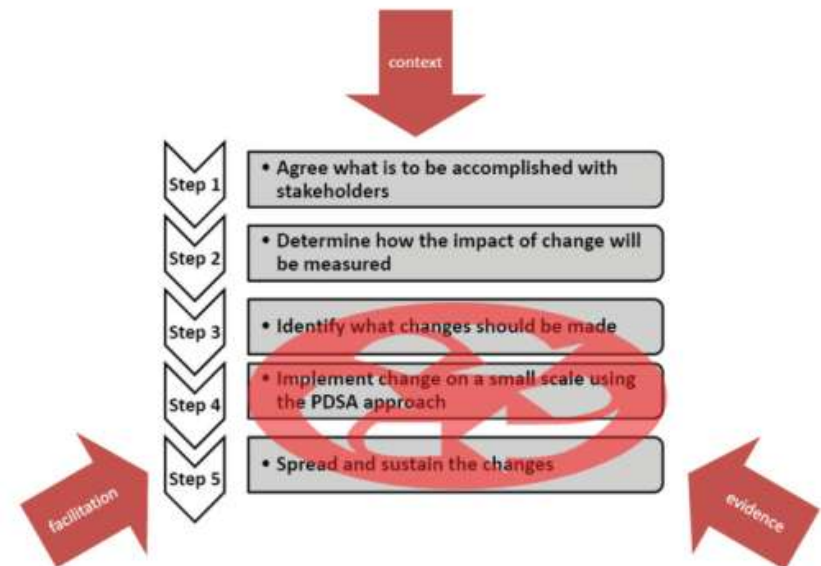 context
Step 1
• Agree what is to be accomplished with
stakeholders
Step 2
• Determine how the impact of change will
be measured
Step 3
• Identify what changes should be made
Step 4
• Implement change on a small scale using
the PDSA approach
Step 5
• Spread and sustain the changes
facilitation
evidence